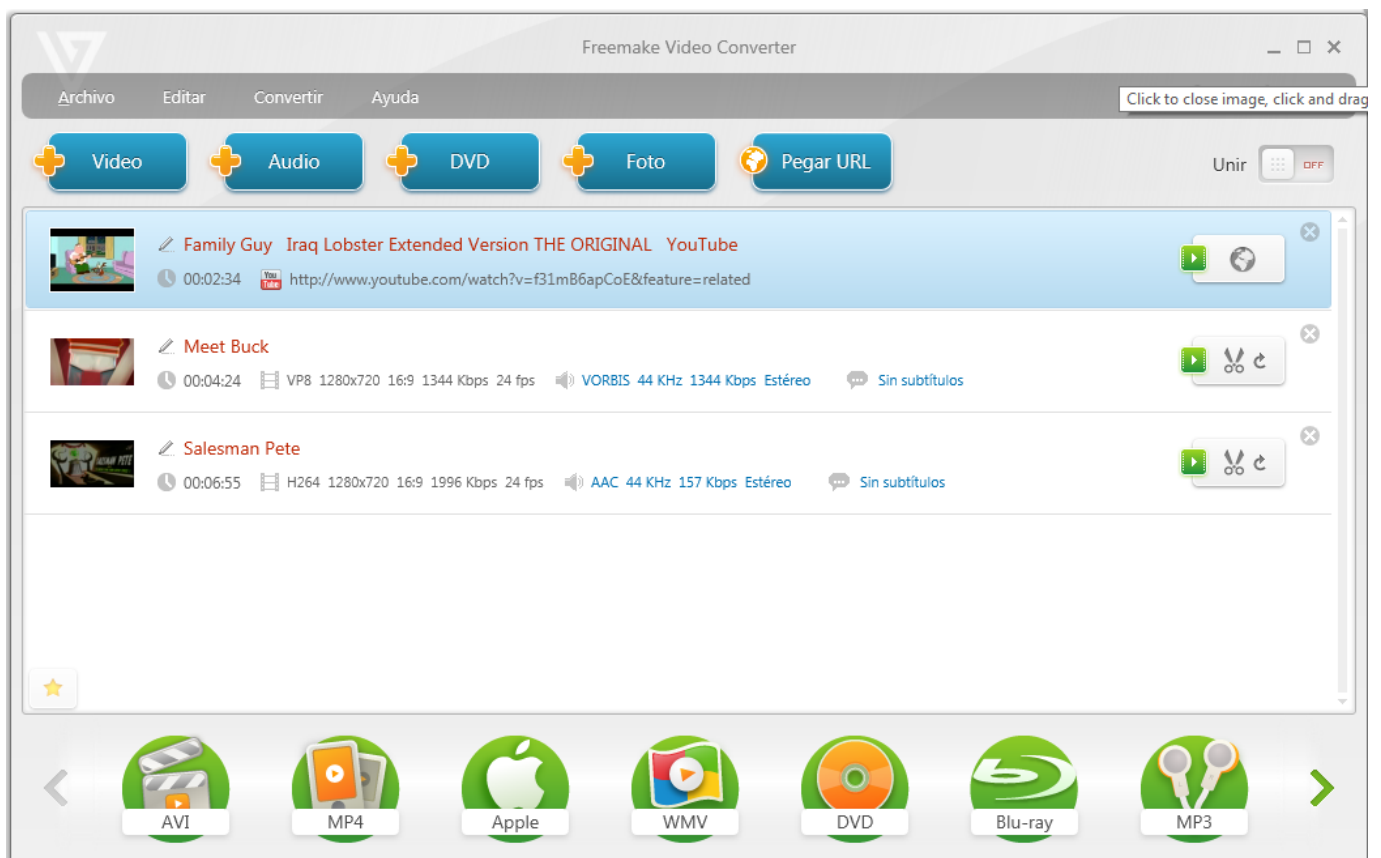 Freemake Video Converter
Archivo Editar Convertir Ayuda
Click to close image, click and drag
Video Audio DVD Foto Pegar URL Unir OFF
Family Guy Iraq Lobster Extended Version THE ORIGINAL YouTube
00:02:34 You Tube http://www.youtube.com/watch?v=f31mB6apCoE&feature=related
Meet Buck
00:04:24 VP8 1280x720 16:9 1344 Kbps 24 fps VORBIS 44 KHz 1344 Kbps Estéreo Sin subtítulos
Salesman Pete
00:06:55 H264 1280x720 16:9 1996 Kbps 24 fps AAC 44 KHz 157 Kbps Estéreo Sin subtítulos
AVI MP4 Apple WMV DVD Blu-ray MP3